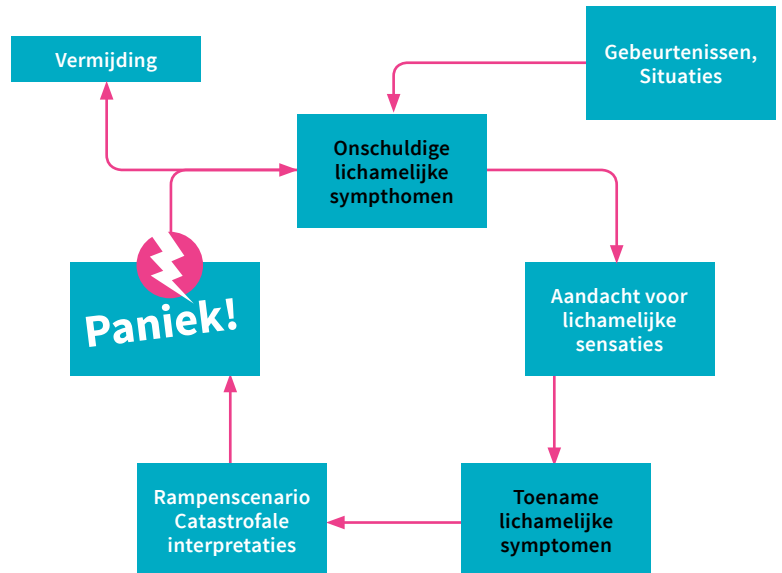 Vermijding
Gebeurtenissen,
Situaties
Onschuldige
lichamelijke
sympthomen
Aandacht voor
lichamelijke
sensaties
Toename
lichamelijke
symptomen
Rampenscenario
Catastrofale
interpretaties
Paniek!